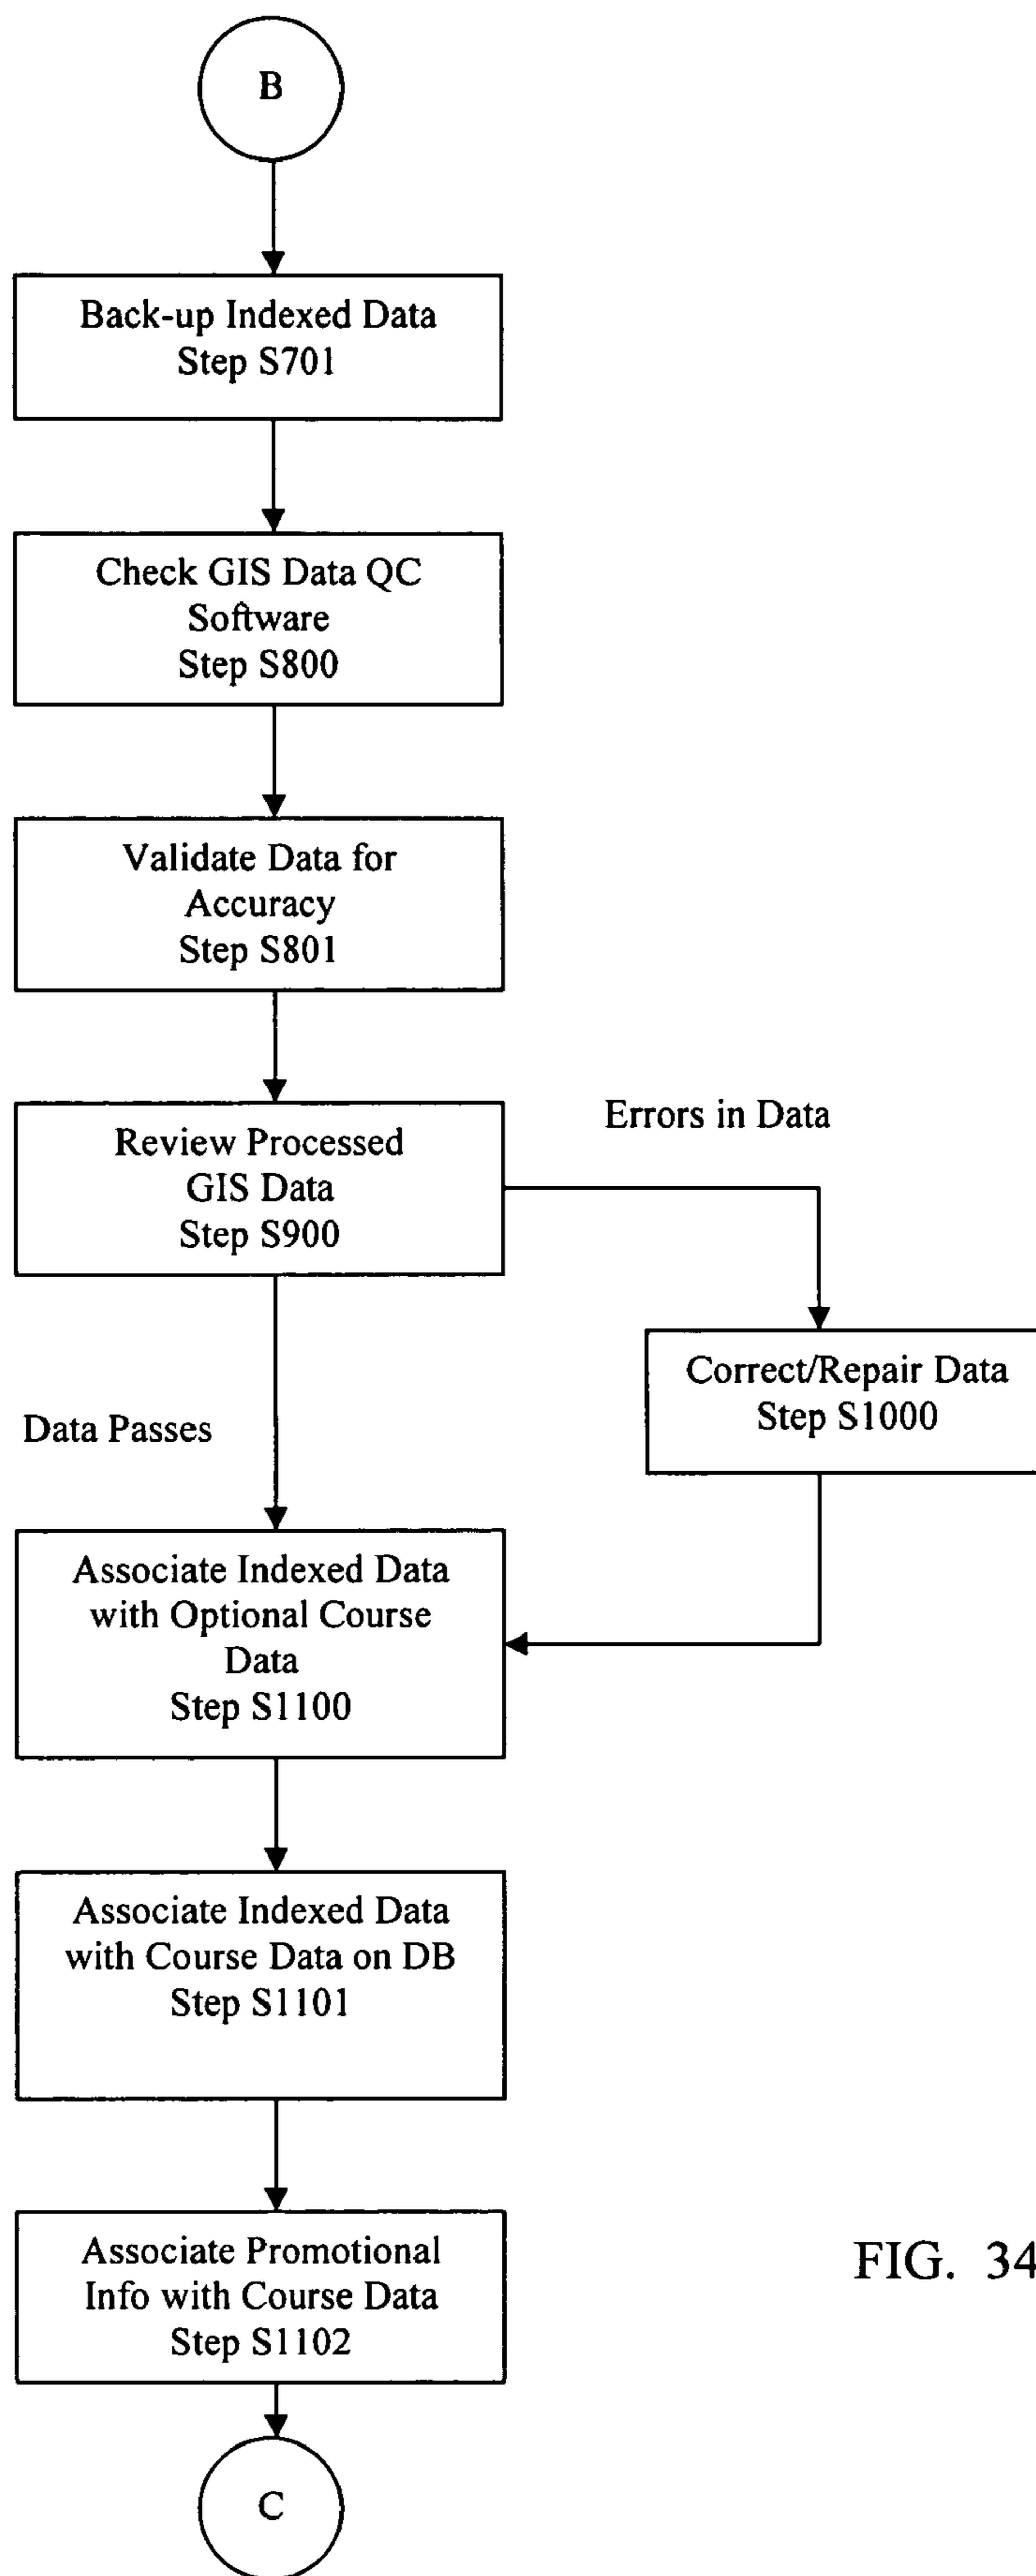 B
Back-up Indexed Data
Step S701
Check GIS Data QC
Software
Step S800
Validate Data for
Accuracy
Step S801
Review Processed
GIS Data
Step S900
Errors in Data
Correct/Repair Data
Step S1000
Data Passes
Associate Indexed Data
with Optional Course
Data
Step S1100
Associate Indexed Data
with Course Data on DB
Step S1101
Associate Promotional
Info with Course Data
Step S1102
FIG. 34
C